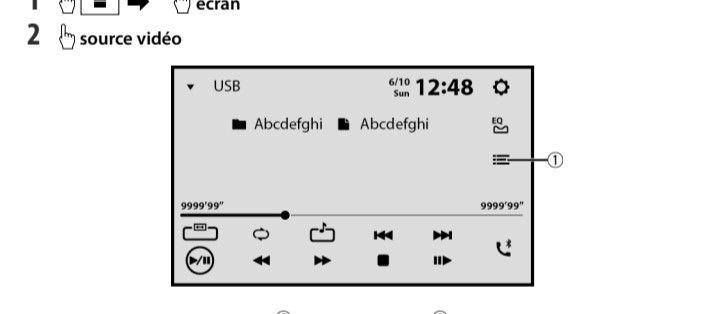 1 écran
2 source vidéo
USB 6/10 Sun 12:48
Abcdefghi Abcdefghi
EQ
①
9999'99" 9999'99"